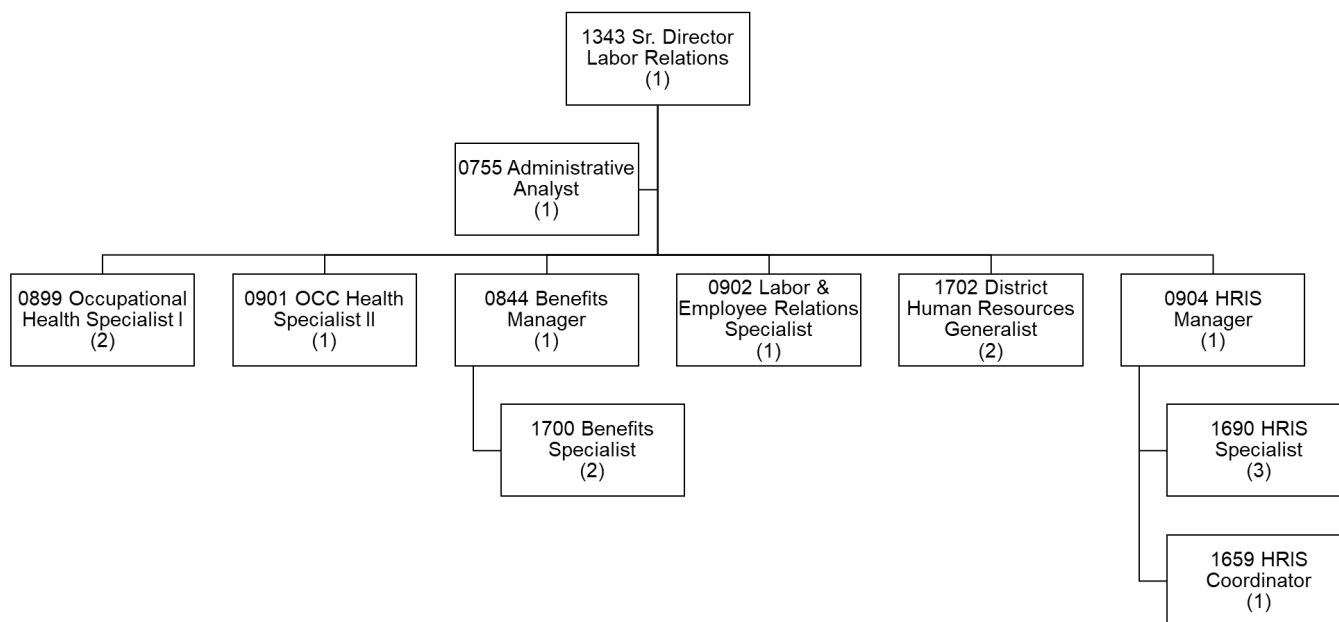 1343 Sr. Director
Labor Relations
(1)
0755 Administrative
Analyst
(1)
0899 Occupational
Health Specialist I
(2)
0901 OCC Health
Specialist II
(1)
0844 Benefits
Manager
(1)
0902 Labor &
Employee Relations
Specialist
(1)
1702 District
Human Resources
Generalist
(2)
0904 HRIS
Manager
(1)
1700 Benefits
Specialist
(2)
1690 HRIS
Specialist
(3)
1659 HRIS
Coordinator
(1)